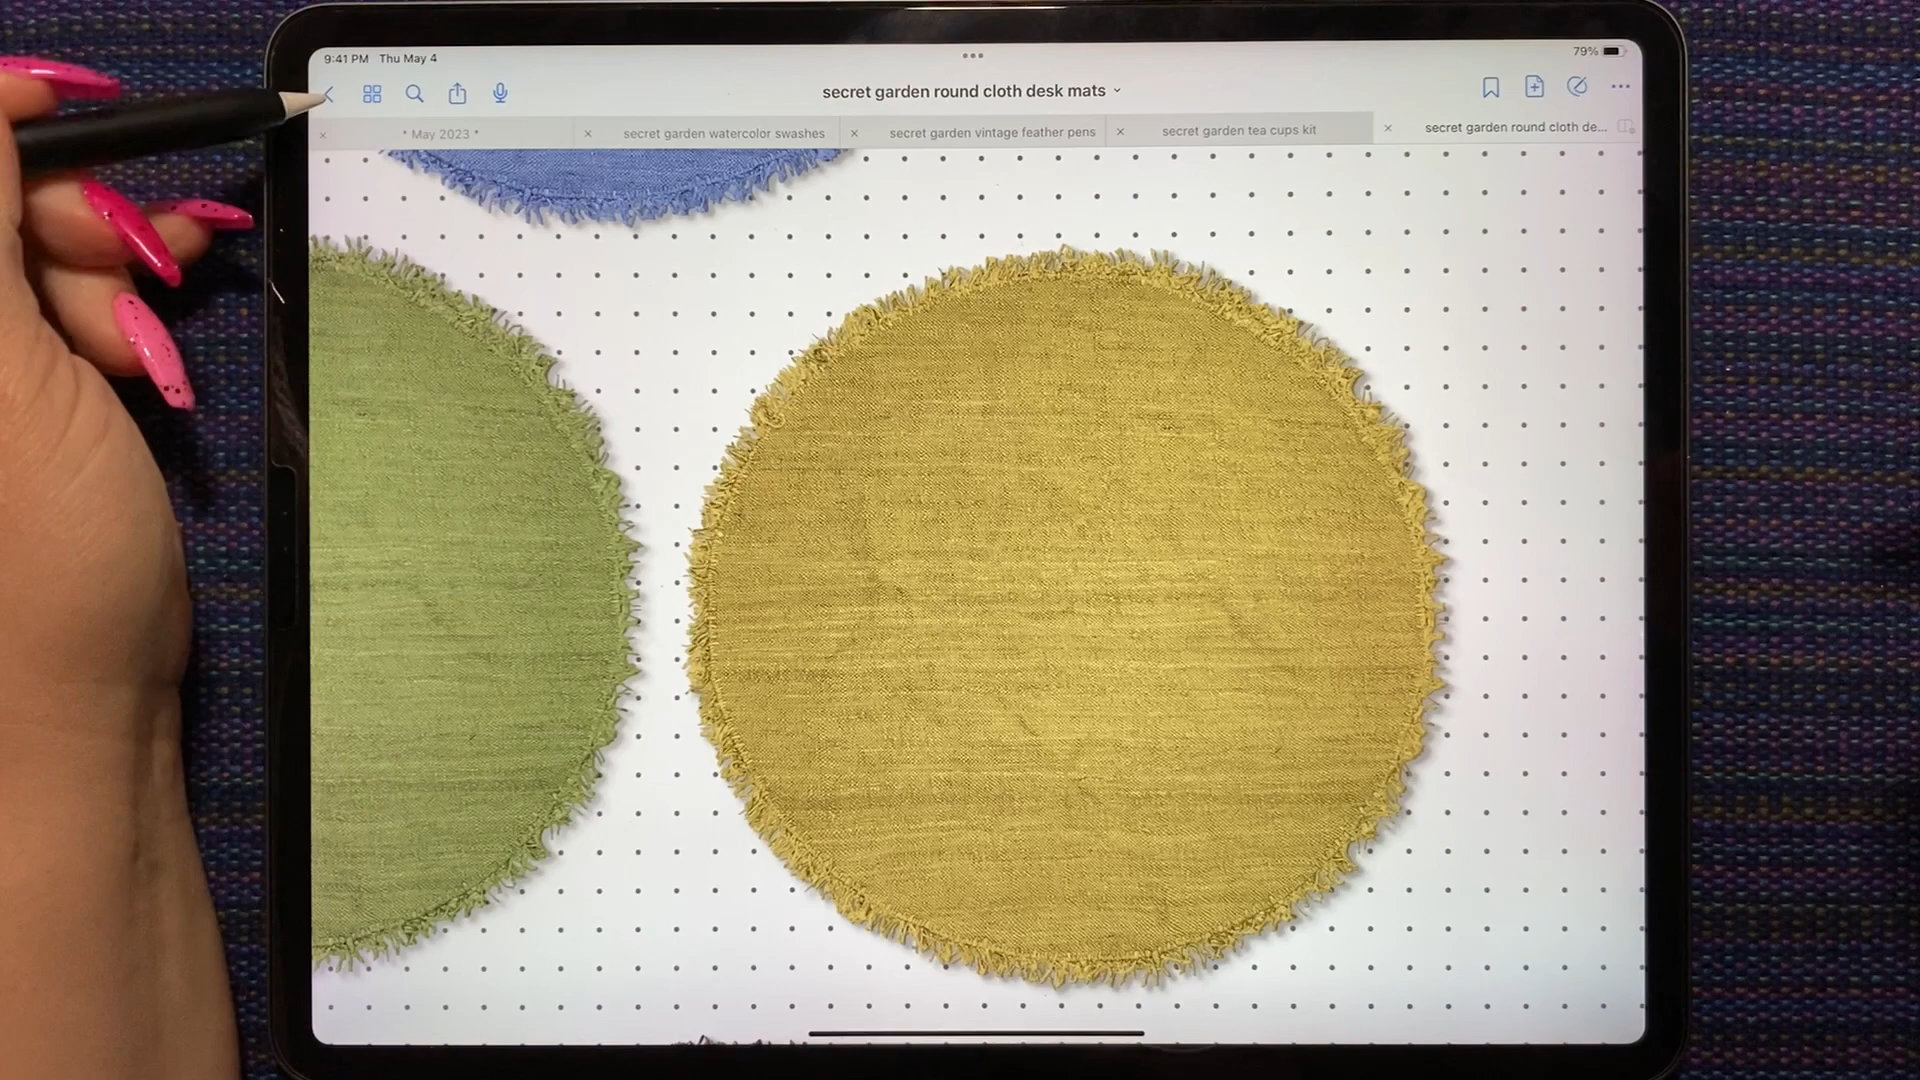 9:41 PM Thu May 4
79%
secret garden round cloth desk mats
* May 2023 *
secret garden watercolor swashes
secret garden vintage feather pens
secret garden tea cups kit
secret garden round cloth de...